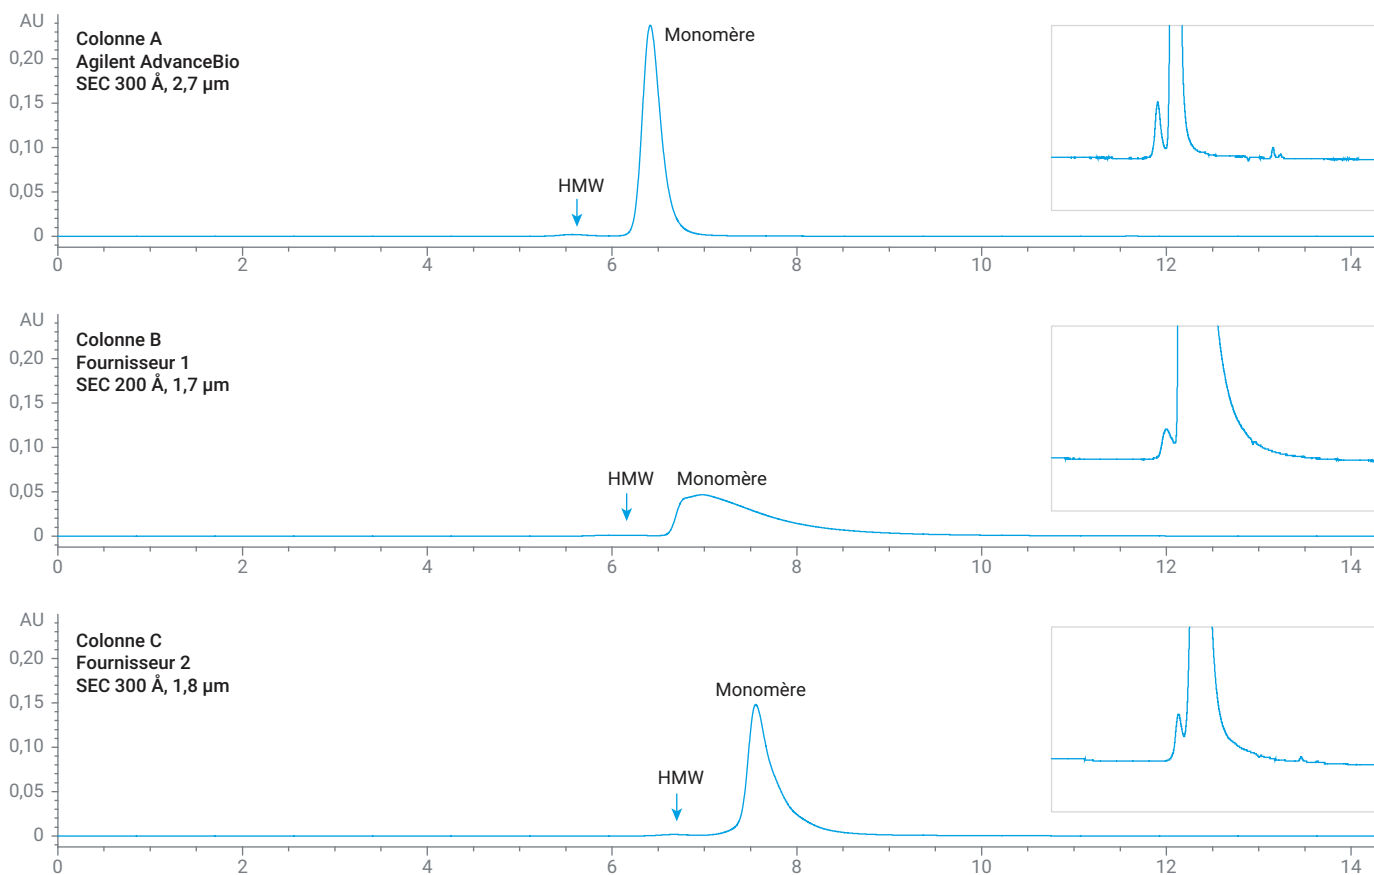 AU
Colonne A
Agilent AdvanceBio
SEC 300 Å, 2,7 µm
Monomère
HMW
0,20
0,15
0,10
0,05
0
0 2 4 6 8 10 12 14
AU
Colonne B
Fournisseur 1
SEC 200 Å, 1,7 µm
HMW Monomère
0,20
0,15
0,10
0,05
0
0 2 4 6 8 10 12 14
AU
Colonne C
Fournisseur 2
SEC 300 Å, 1,8 µm
Monomère
HMW
0,20
0,15
0,10
0,05
0
0 2 4 6 8 10 12 14